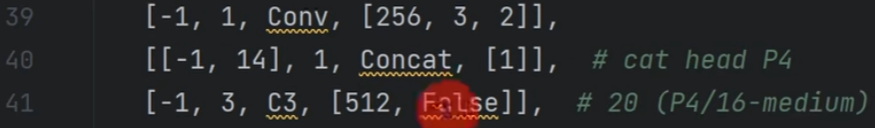 39 [-1, 1, Conv, [256, 3, 2]],
40 [[-1, 14], 1, Concat, [1]], # cat head P4
41 [-1, 3, C3, [512, False]], # 20 (P4/16-medium)